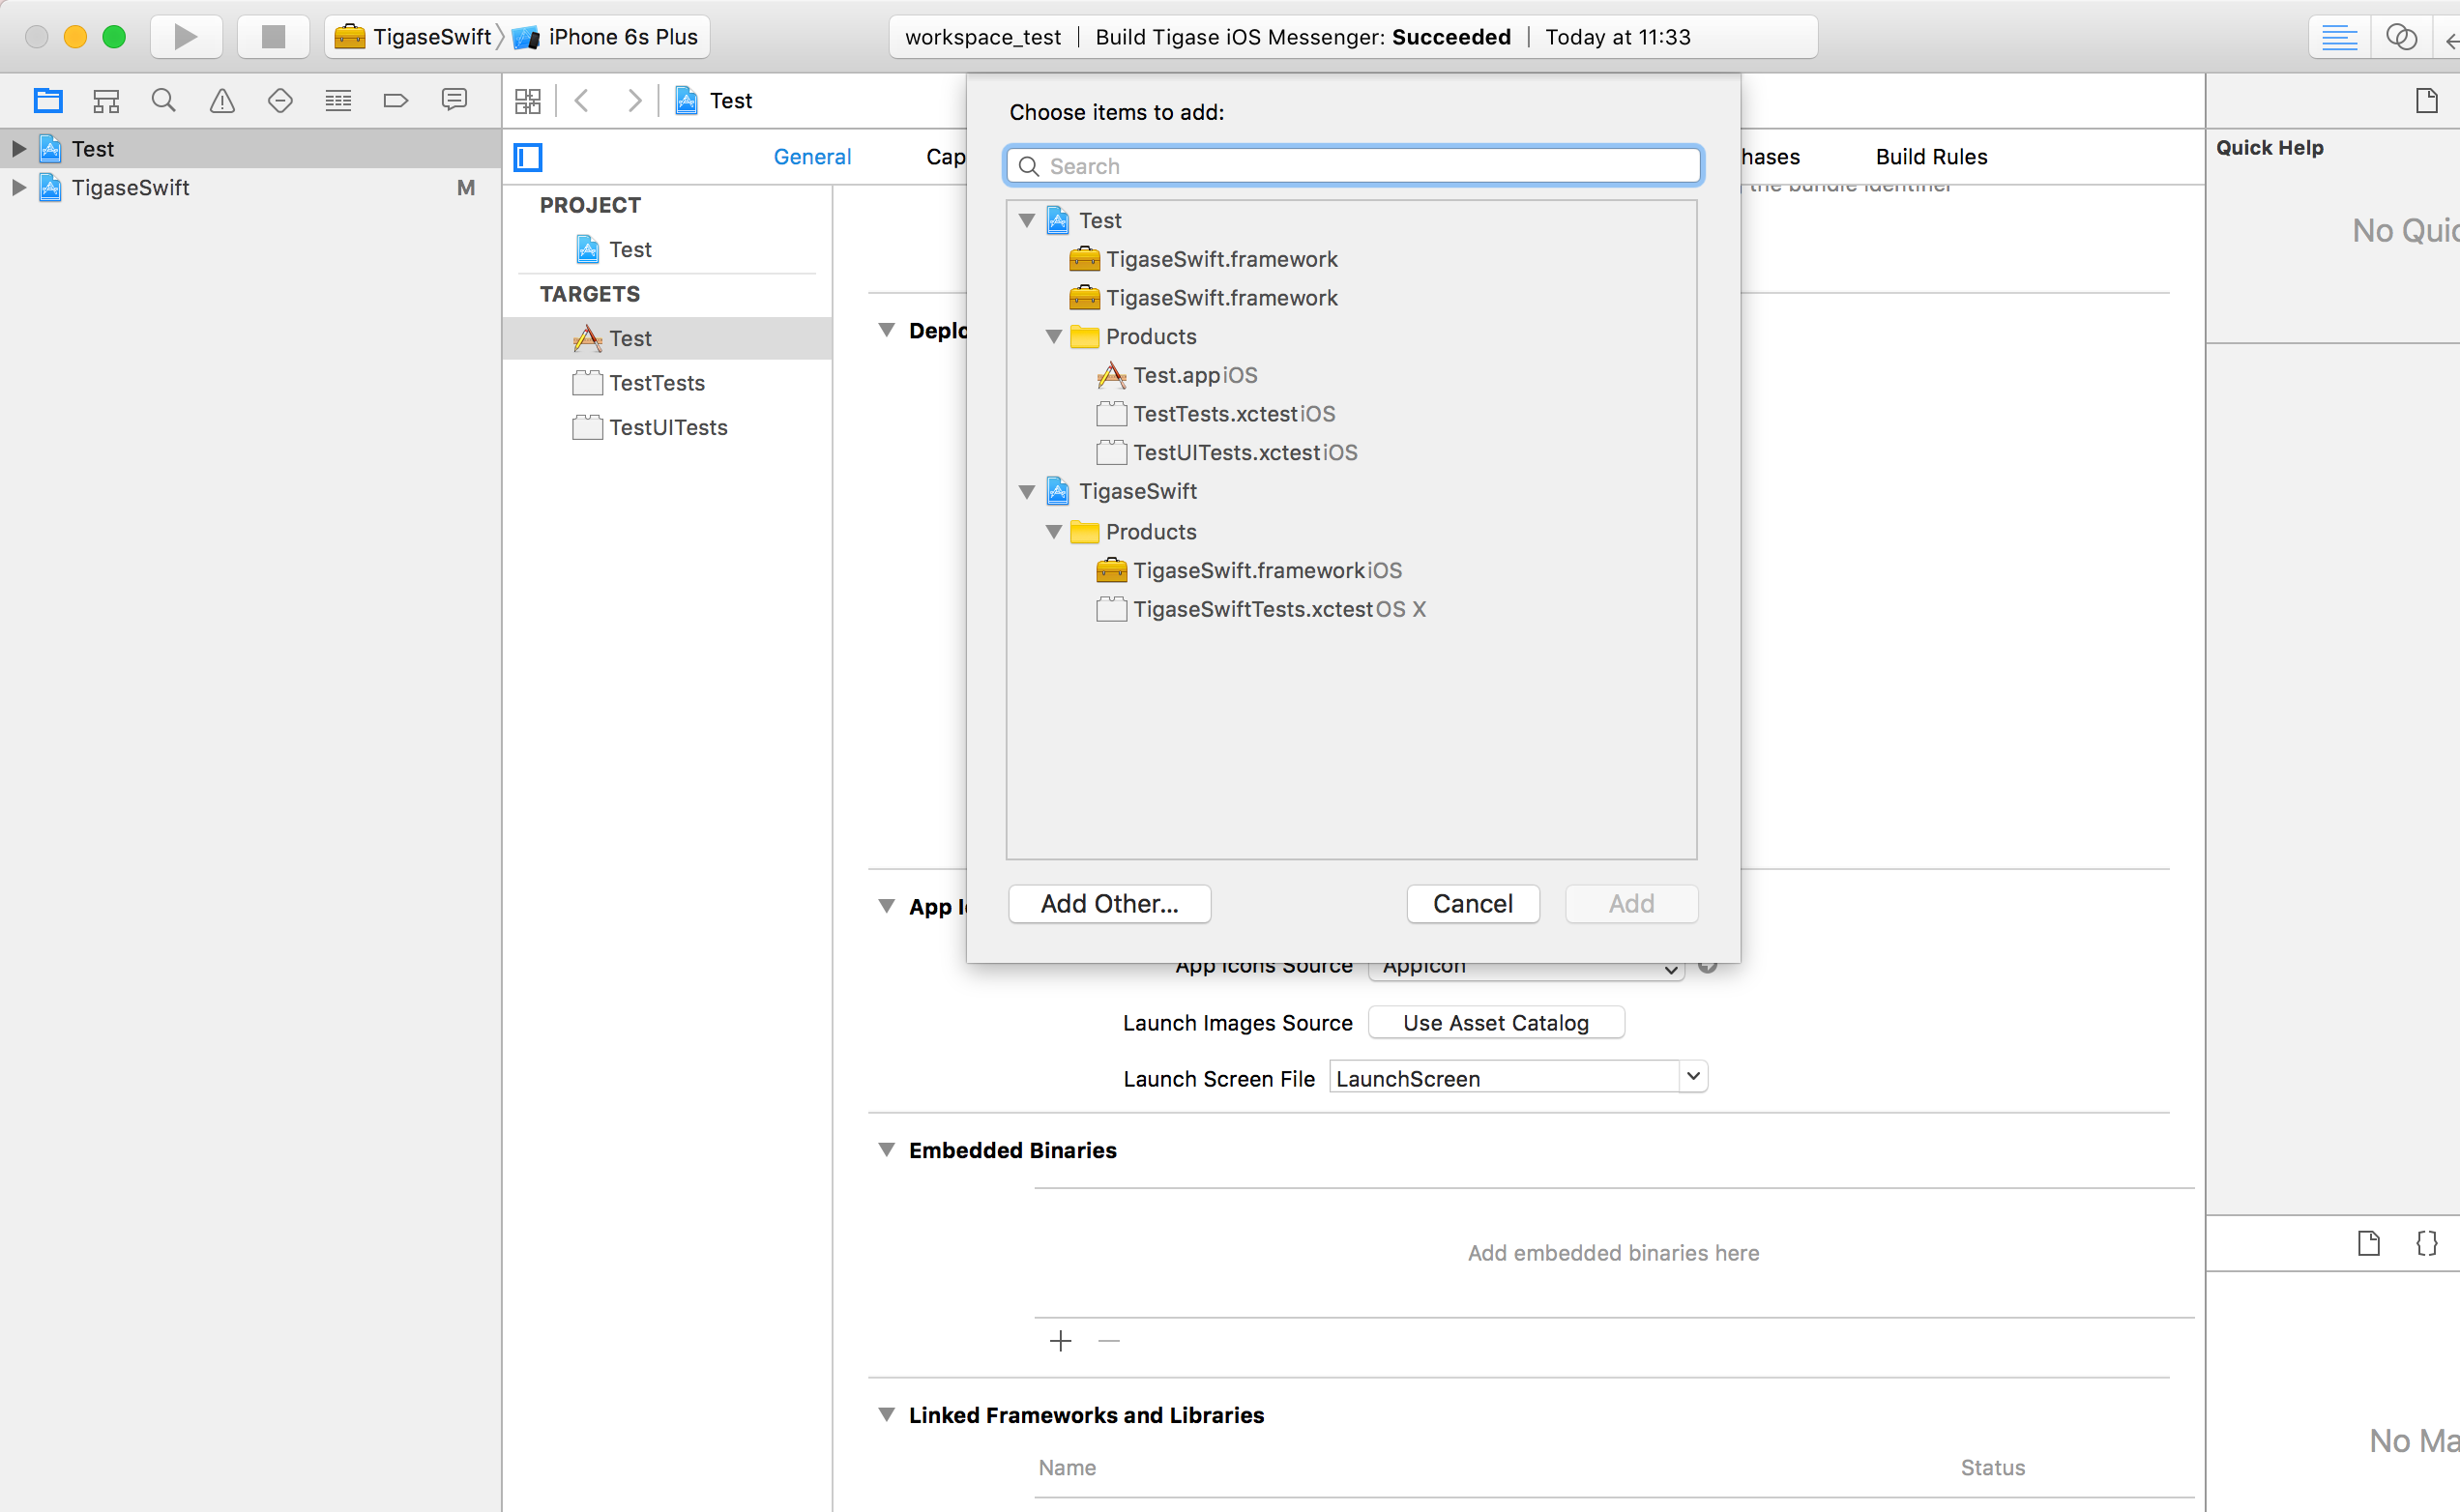 TigaseSwift iPhone 6s Plus
workspace_test | Build Tigase iOS Messenger: Succeeded | Today at 11:33
Test
Test
TigaseSwift M
General
Cap
hases
Build Rules
the bundle identifier
PROJECT
Test
TARGETS
Test
TestTests
TestUITests
Choose items to add:
Search
Test
TigaseSwift.framework
TigaseSwift.framework
Products
Test.app iOS
TestTests.xctest iOS
TestUITests.xctest iOS
TigaseSwift
Products
TigaseSwift.framework iOS
TigaseSwiftTests.xctest OS X
Add Other...
Cancel
Add
Deplo
App I
App Icons Source AppIcon
Launch Images Source Use Asset Catalog
Launch Screen File LaunchScreen
Embedded Binaries
Add embedded binaries here
Linked Frameworks and Libraries
Name Status
Quick Help
No Quic
No Ma